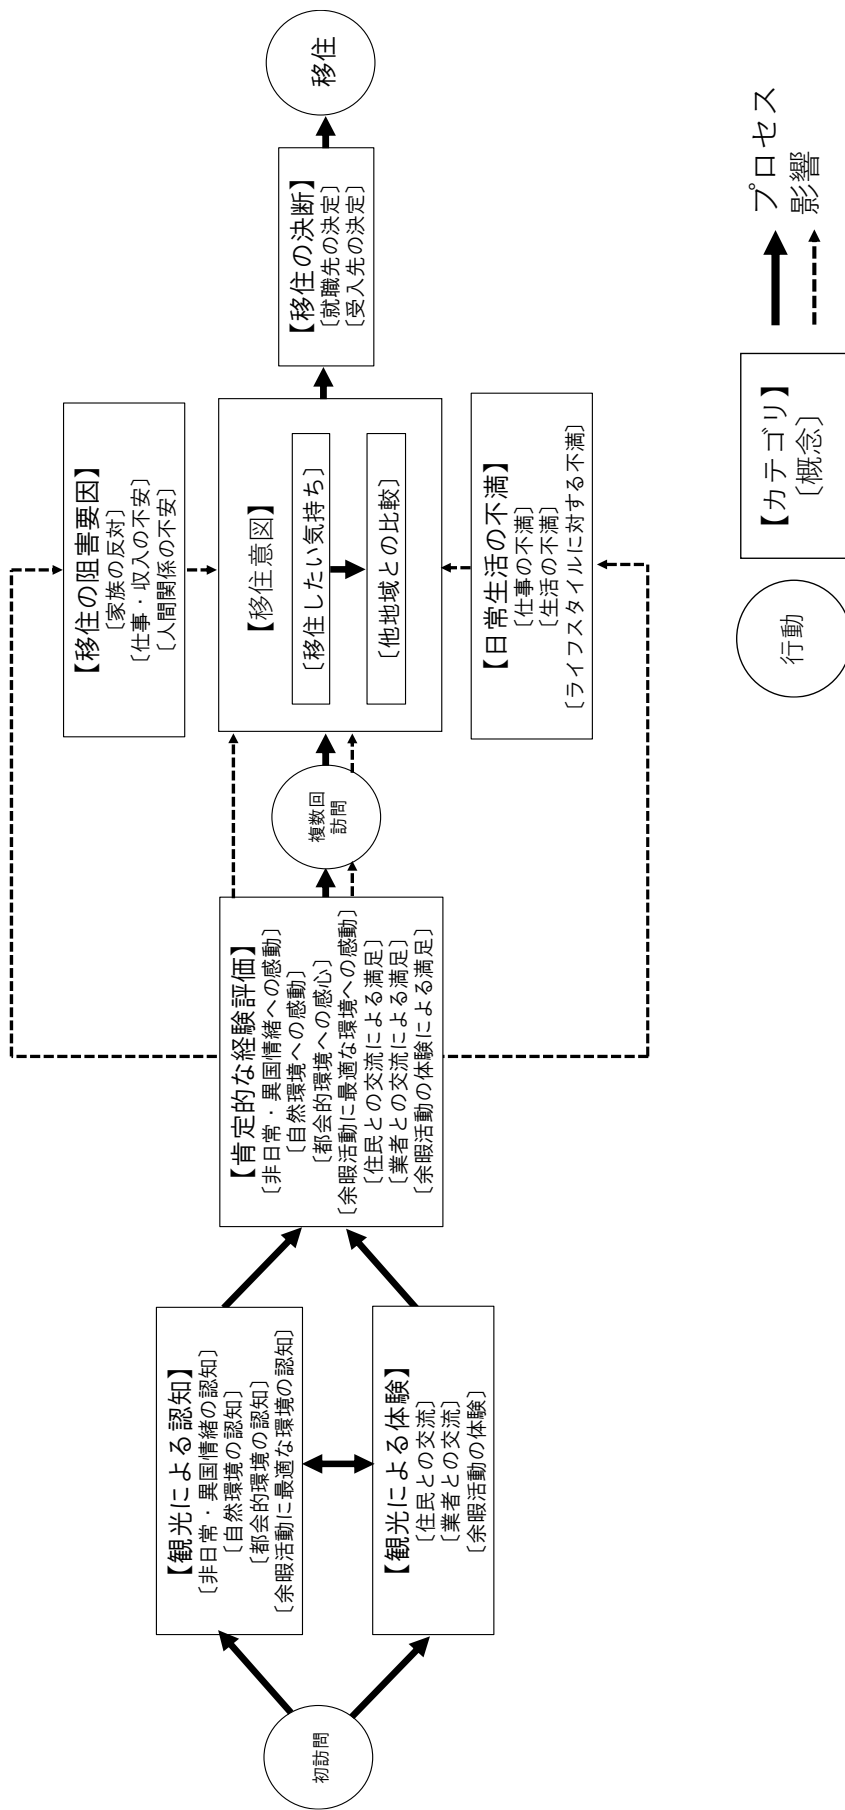 初訪問
【観光による認知】
〔非日常・異国情緒の認知〕
〔自然環境の認知〕
〔都会的環境の認知〕
〔余暇活動に最適な環境の認知〕
【観光による体験】
〔住民との交流〕
〔業者との交流〕
〔余暇活動の体験〕
【肯定的な経験評価】
〔非日常・異国情緒への感動〕
〔自然環境への感動〕
〔都会的環境への感心〕
〔余暇活動に最適な環境への感動〕
〔住民との交流による満足〕
〔業者との交流による満足〕
〔余暇活動の体験による満足〕
複数回
訪問
【移住の阻害要因】
〔家族の反対〕
〔仕事・収入の不安〕
〔人間関係の不安〕
【移住意図】
〔移住したい気持ち〕
〔他地域との比較〕
【日常生活の不満】
〔仕事の不満〕
〔生活の不満〕
〔ライフスタイルに対する不満〕
【移住の決断】
〔就職先の決定〕
〔受入先の決定〕
移住
行動
【カテゴリ】
〔概念〕
プロセス
影響